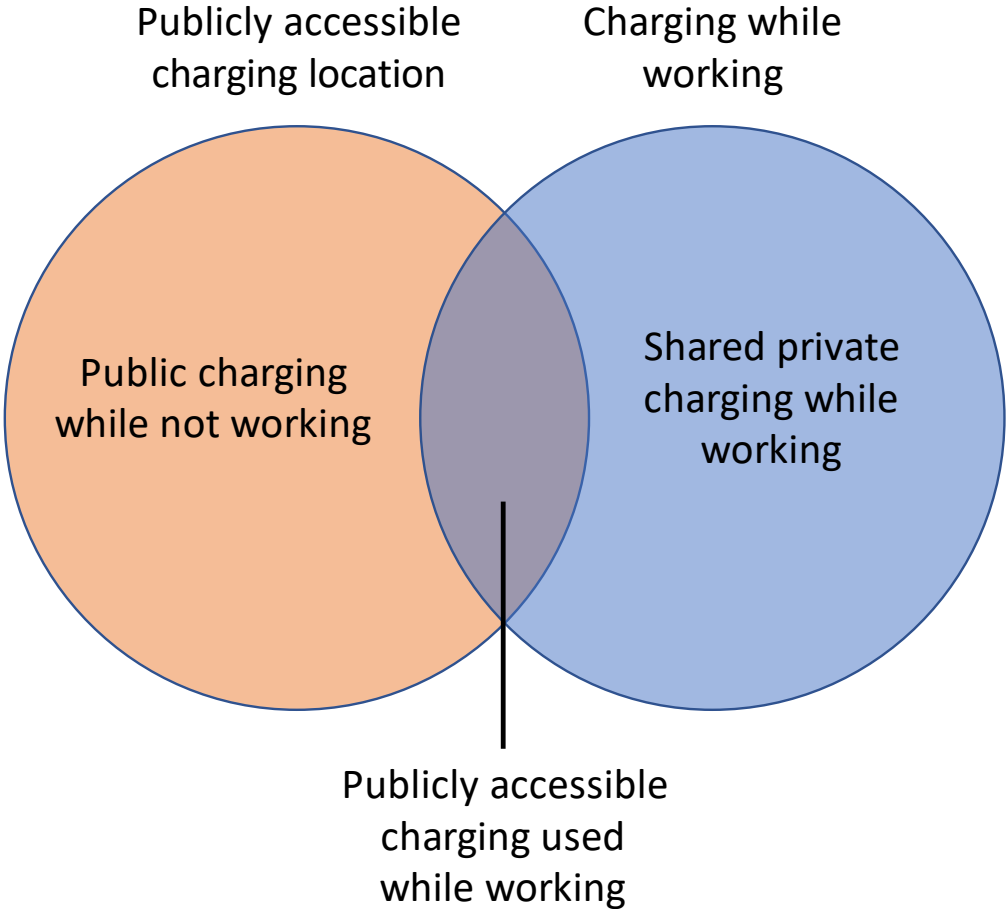 Publicly accessible
charging location
Charging while
working
Public charging
while not working
Shared private
charging while
working
Publicly accessible
charging used
while working